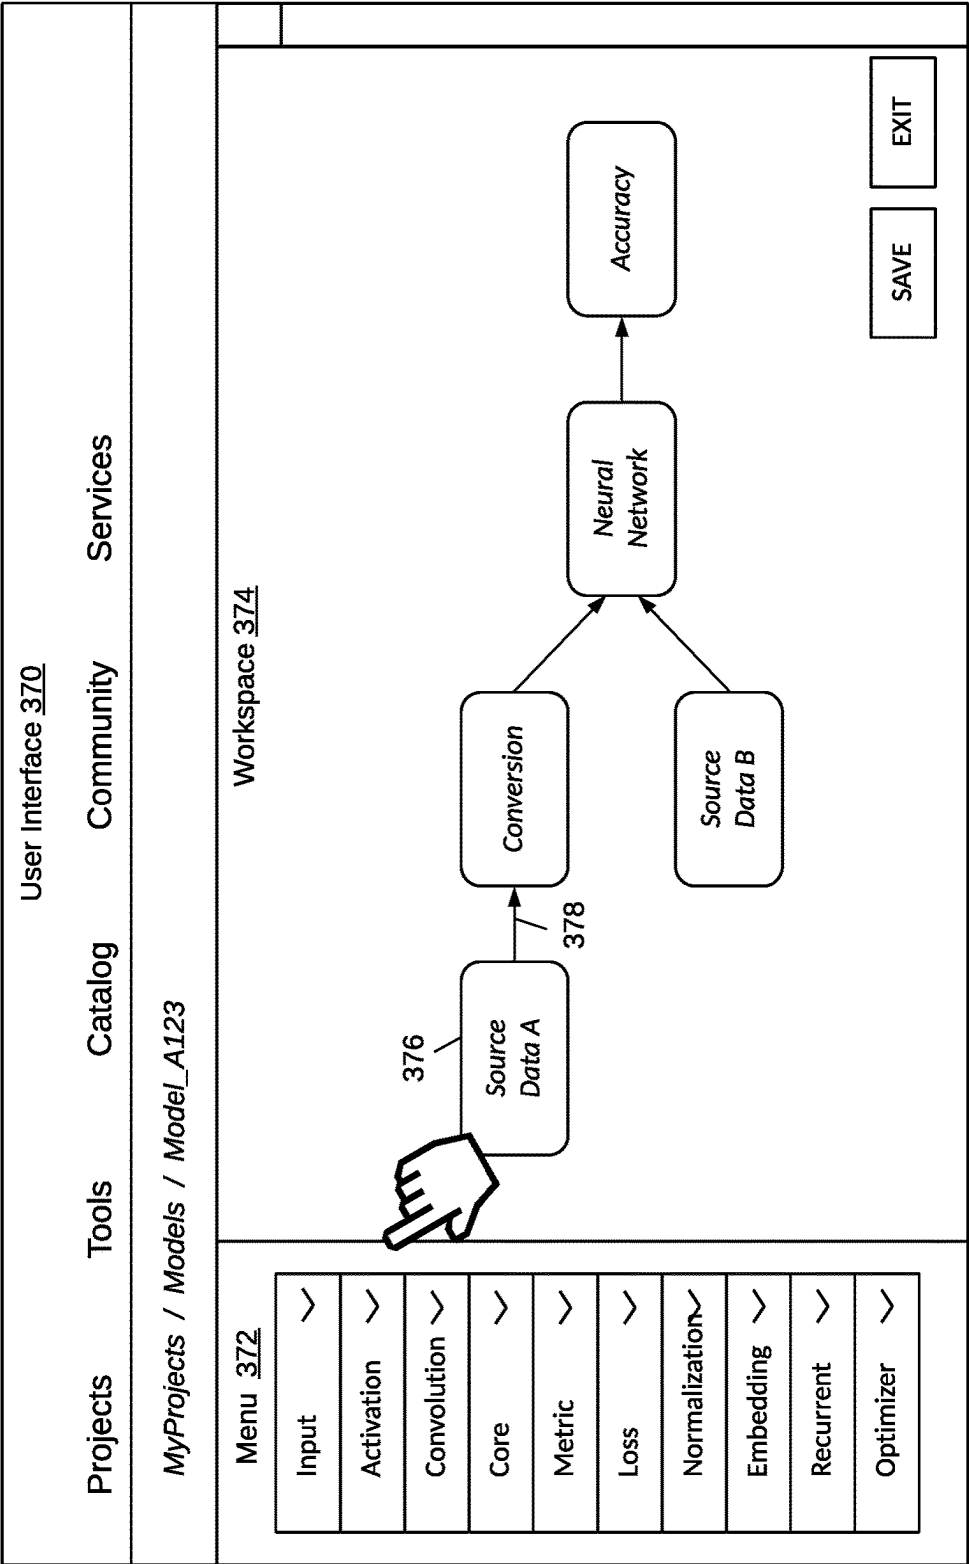 User Interface 370
Projects Tools Catalog Community Services
MyProjects / Models / Model_A123
Menu 372
Input
Activation
Convolution
Core
Metric
Loss
Normalization
Embedding
Recurrent
Optimizer
Workspace 374
376
Source
Data A
378
Conversion
Source
Data B
Neural
Network
Accuracy
SAVE
EXIT